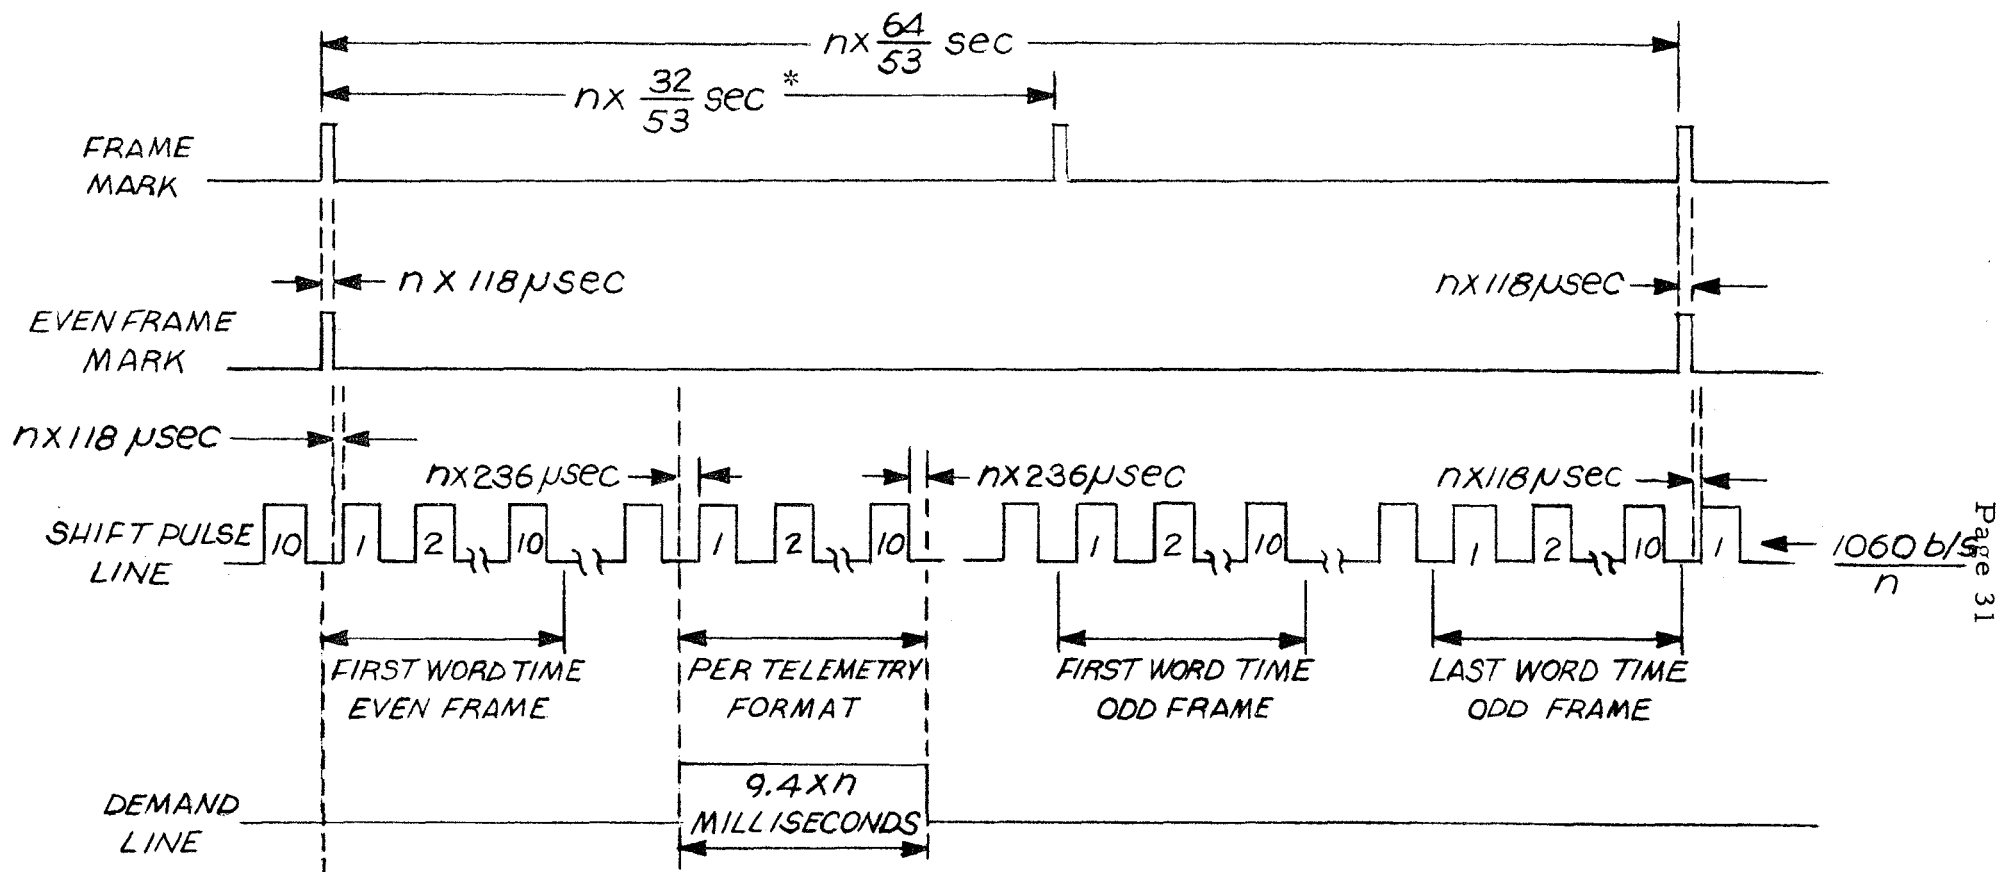 n x 64/53 sec
n x 32/53 sec *
FRAME
MARK
n x 118 µsec
n x 118 µsec
EVEN FRAME
MARK
n x 118 µsec
n x 236 µsec
n x 236 µsec
n x 118 µsec
SHIFT PULSE
LINE
10 1 2 10 1 2 10 1 2 10 1 2 10 1
1060 b/s
n
FIRST WORD TIME
EVEN FRAME
PER TELEMETRY
FORMAT
FIRST WORD TIME
ODD FRAME
LAST WORD TIME
ODD FRAME
DEMAND
LINE
9.4 x n
MILLISECONDS
Page 31